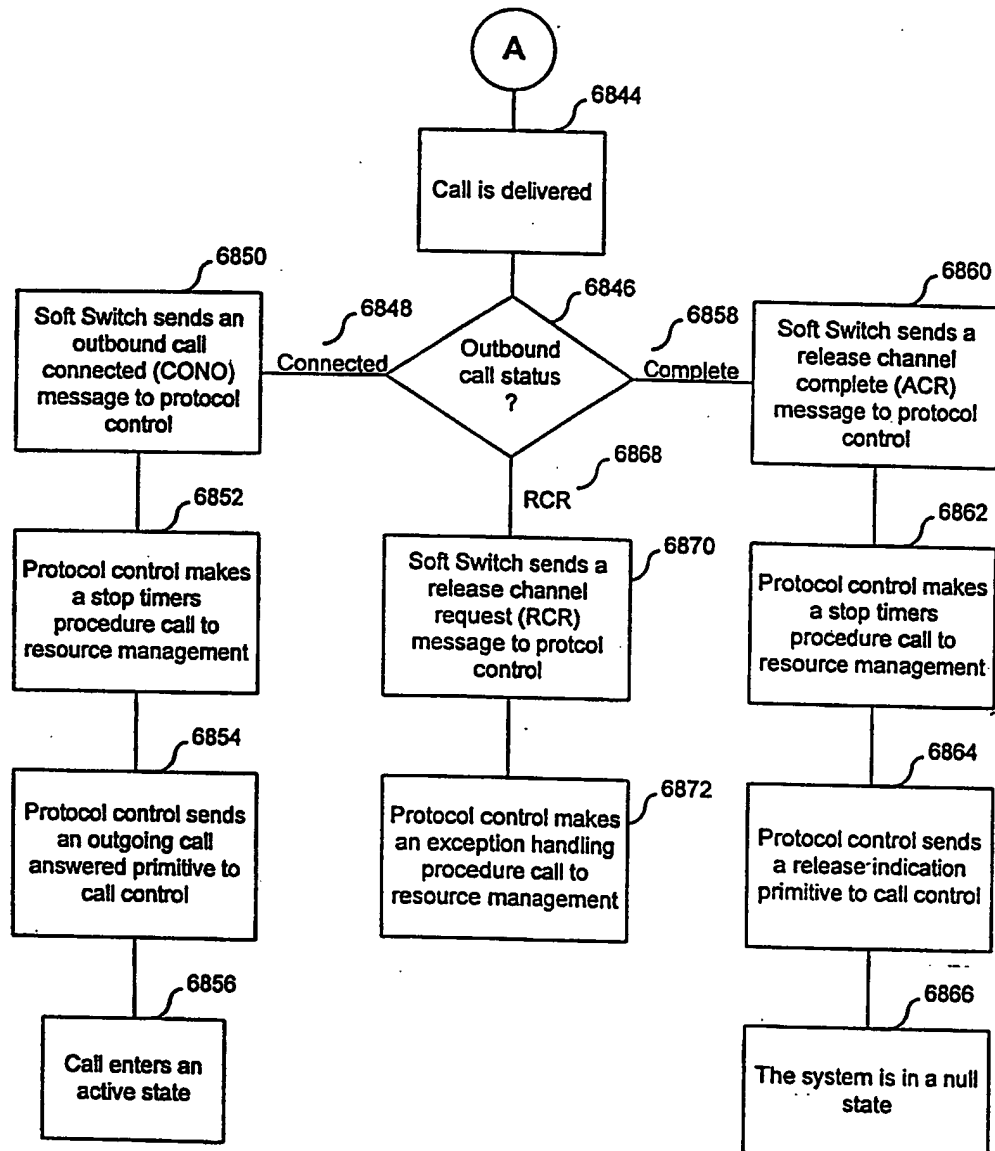 A
6844
Call is delivered
6850
Soft Switch sends an
outbound call
connected (CONO)
message to protocol
control
6848
Connected
6846
Outbound
call status
?
6858
Complete
6860
Soft Switch sends a
release channel
complete (ACR)
message to protocol
control
6868
RCR
6852
Protocol control makes
a stop timers
procedure call to
resource management
6870
Soft Switch sends a
release channel
request (RCR)
message to protcol
control
6862
Protocol control makes
a stop timers
procedure call to
resource management
6854
Protocol control sends
an outgoing call
answered primitive to
call control
6872
Protocol control makes
an exception handling
procedure call to
resource management
6864
Protocol control sends
a release-indication
primitive to call control
6856
Call enters an
active state
6866
The system is in a null
state